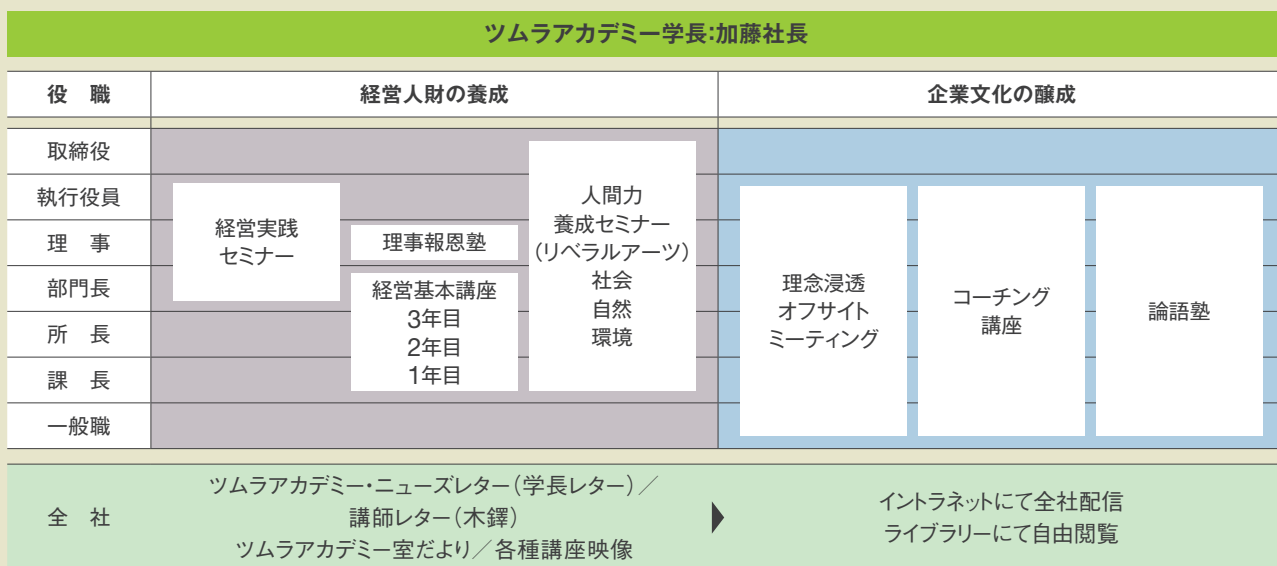 ツムラアカデミー学長:加藤社長
役　職
経営人財の養成
企業文化の醸成
取締役
執行役員
理　事
部門長
所　長
課　長
一般職
経営実践
セミナー
理事報恩塾
経営基本講座
3年目
2年目
1年目
人間力
養成セミナー
(リベラルアーツ)
社会
自然
環境
理念浸透
オフサイト
ミーティング
コーチング
講座
論語塾
全　社
ツムラアカデミー・ニューズレター(学長レター)／
講師レター(木鐸)
ツムラアカデミー室だより／各種講座映像
イントラネットにて全社配信
ライブラリーにて自由閲覧